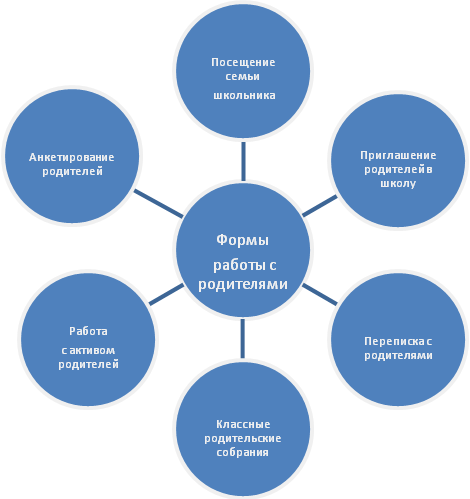 Посещение
семьи
школьника
Анкетирование
родителей
Приглашение
родителей в
школу
Формы
работы с
родителями
Работа
с активом
родителей
Переписка с
родителями
Классные
родительские
собрания